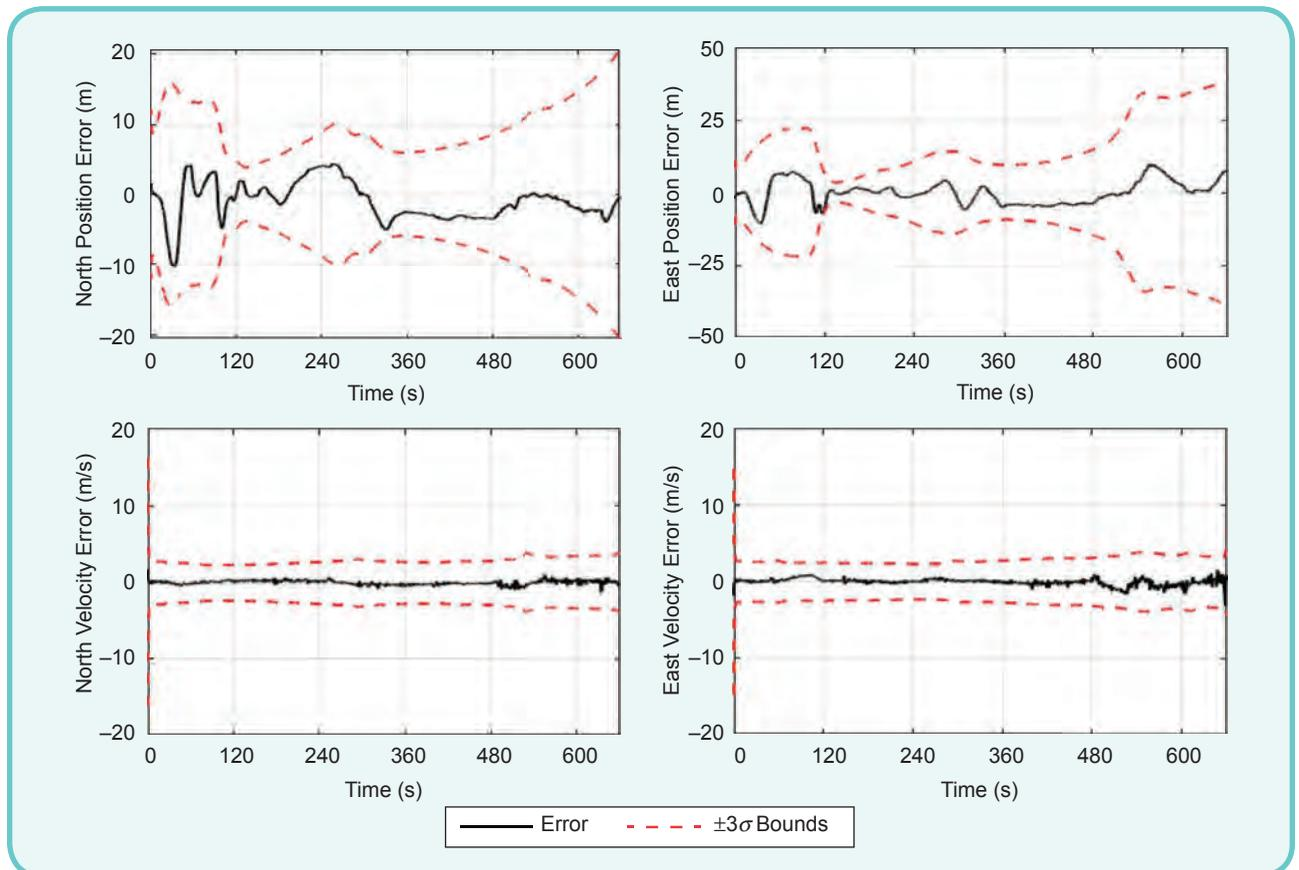 North Position Error (m)
20
10
0
–10
–20
0 120 240 360 480 600
Time (s)
East Position Error (m)
50
25
0
–25
–50
0 120 240 360 480 600
Time (s)
North Velocity Error (m/s)
20
10
0
–10
–20
0 120 240 360 480 600
Time (s)
East Velocity Error (m/s)
20
10
0
–10
–20
0 120 240 360 480 600
Time (s)
Error ±3σ Bounds